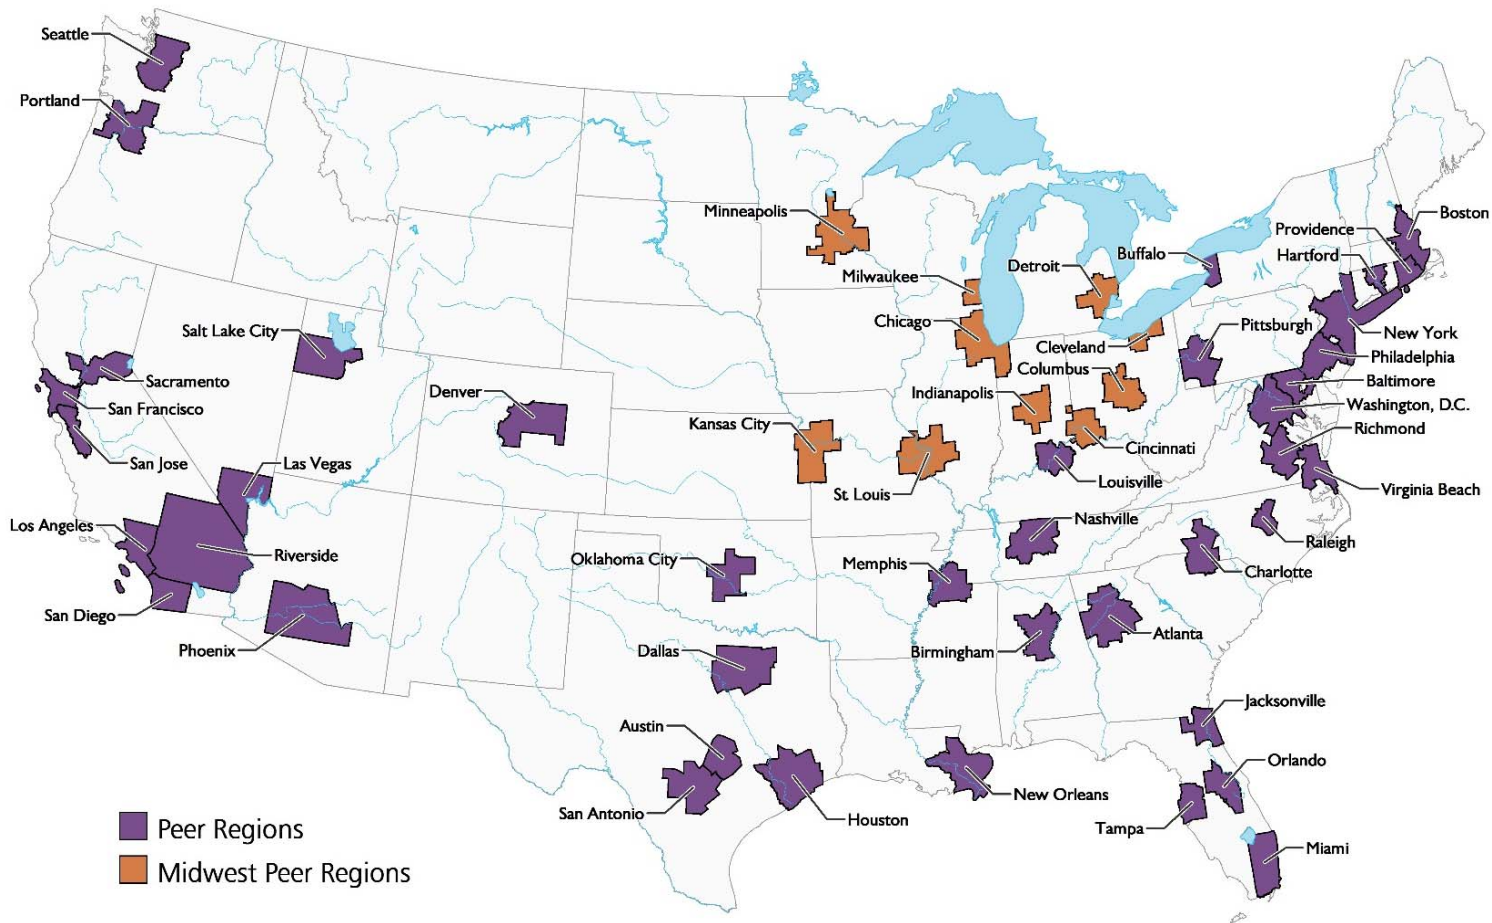 Seattle
Portland
Minneapolis
Boston
Providence
Buffalo
Hartford
Detroit
Milwaukee
Chicago
Pittsburgh
Salt Lake City
New York
Cleveland
Philadelphia
Columbus
Sacramento
Baltimore
Denver
Indianapolis
San Francisco
Washington, D.C.
Kansas City
Richmond
Cincinnati
San Jose
Las Vegas
Louisville
St. Louis
Virginia Beach
Los Angeles
Nashville
Raleigh
Riverside
Oklahoma City
Memphis
Charlotte
San Diego
Atlanta
Phoenix
Dallas
Birmingham
Jacksonville
Austin
Orlando
New Orleans
San Antonio
Houston
Tampa
Peer Regions
Miami
Midwest Peer Regions